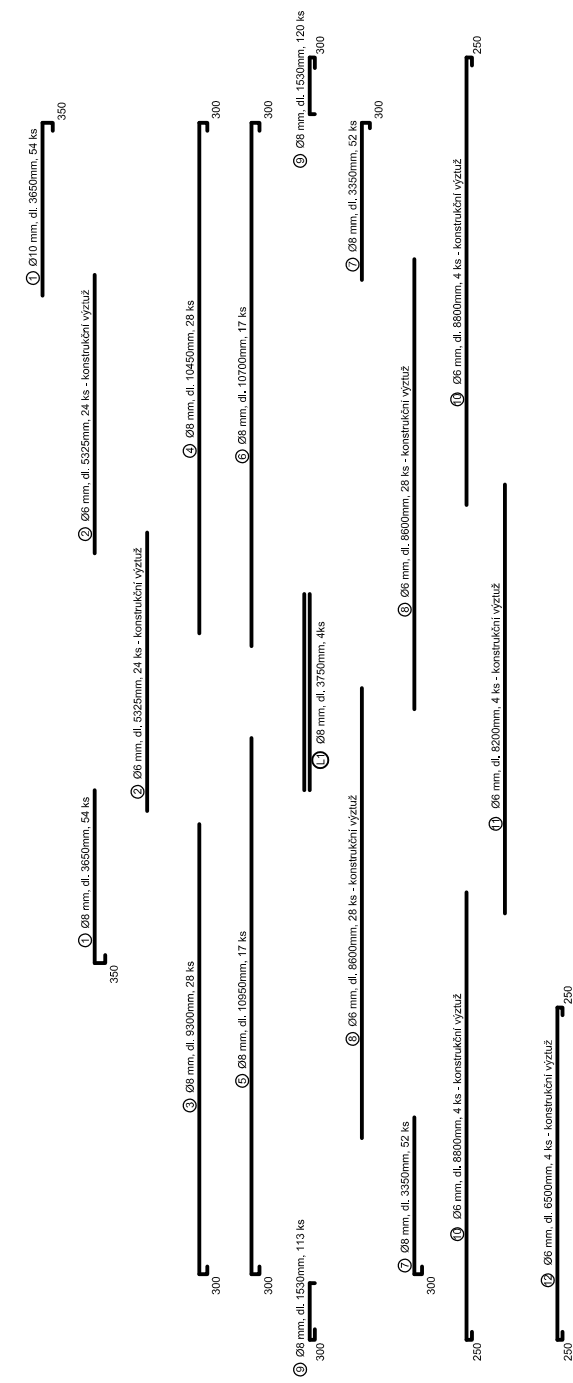 350
① Ø10 mm, dl. 3650mm, 54 ks
② Ø6 mm, dl. 5325mm, 24 ks - konstrukční výztuž
② Ø6 mm, dl. 5325mm, 24 ks - konstrukční výztuž
① Ø8 mm, dl. 3650mm, 54 ks
350
300
④ Ø8 mm, dl. 10450mm, 28 ks
③ Ø8 mm, dl. 9300mm, 28 ks
300
300
⑥ Ø8 mm, dl. 10700mm, 17 ks
⑤ Ø8 mm, dl. 10950mm, 17 ks
300
⑨ Ø8 mm, dl. 1530mm, 120 ks
300
L1 Ø8 mm, dl. 3750mm, 4ks
⑨ Ø8 mm, dl. 1530mm, 113 ks
300
300
⑦ Ø8 mm, dl. 3350mm, 52 ks
⑧ Ø6 mm, dl. 8600mm, 28 ks - konstrukční výztuž
⑧ Ø6 mm, dl. 8600mm, 28 ks - konstrukční výztuž
⑦ Ø8 mm, dl. 3350mm, 52 ks
300
250
⑩ Ø6 mm, dl. 8800mm, 4 ks - konstrukční výztuž
⑪ Ø6 mm, dl. 8200mm, 4 ks - konstrukční výztuž
⑩ Ø6 mm, dl. 8800mm, 4 ks - konstrukční výztuž
250
250
⑫ Ø6 mm, dl. 6500mm, 4 ks - konstrukční výztuž
250